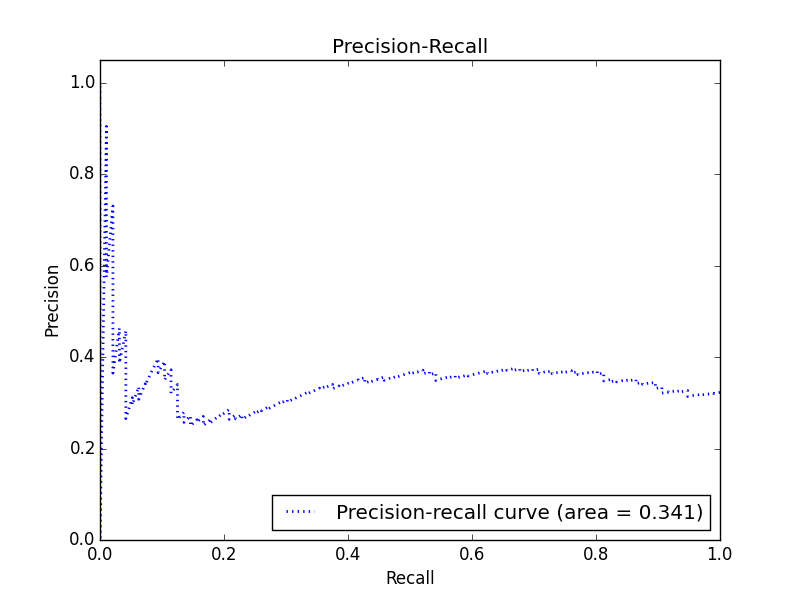 Precision-Recall
1.0
0.8
0.6
0.4
0.2
0.0
Precision
Precision-recall curve (area = 0.341)
0.0 0.2 0.4 0.6 0.8 1.0
Recall